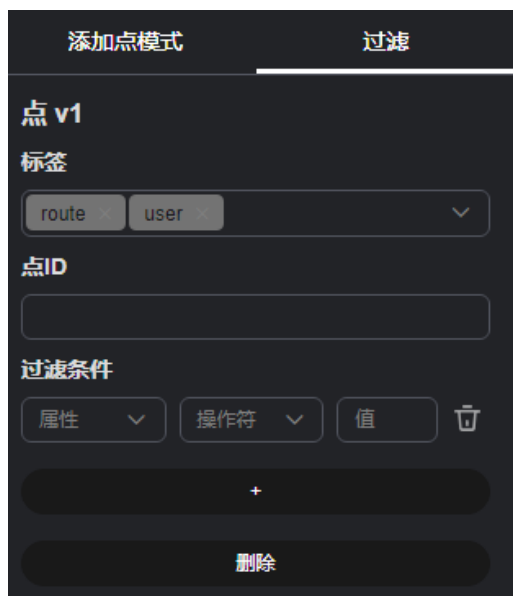 添加点模式 过滤
点 v1
标签
route × user ×
点ID
过滤条件
属性 操作符 值
+
删除